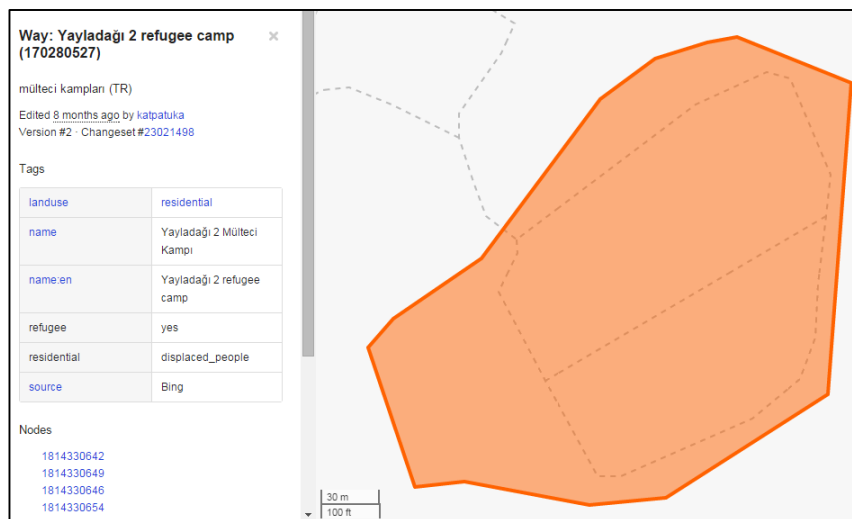 Way: Yayladağı 2 refugee camp
(170280527)
×
mülteci kampları (TR)
Edited 8 months ago by katpatuka
Version #2 · Changeset #23021498
Tags
landuse residential
name Yayladağı 2 Mülteci
Kampı
name:en Yayladağı 2 refugee
camp
refugee yes
residential displaced_people
source Bing
Nodes
1814330642
1814330649
1814330646
1814330654
30 m
100 ft